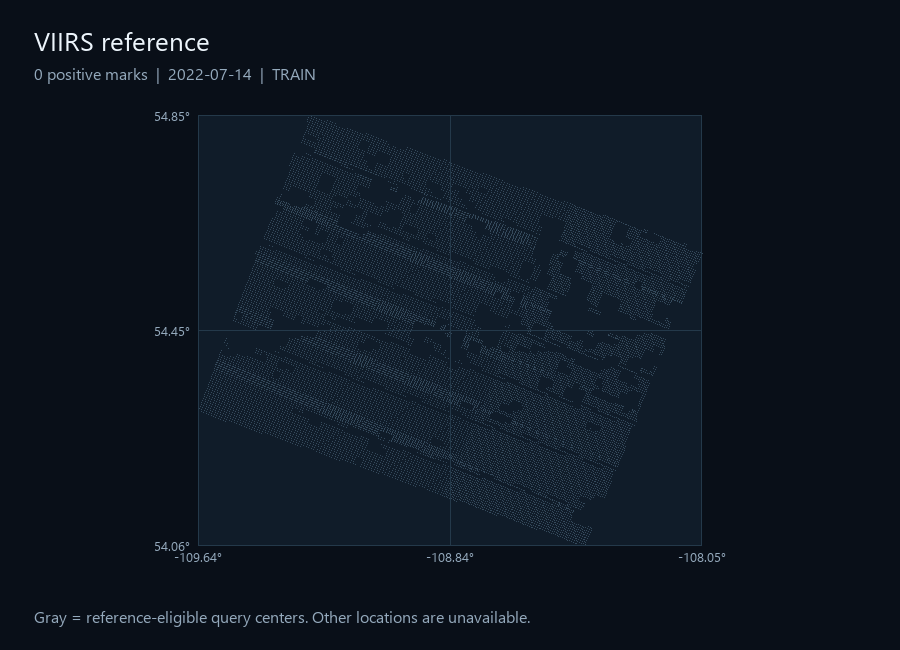 VIIRS reference
0 positive marks | 2022-07-14 | TRAIN
54.85°
54.45°
54.06°
-109.64° -108.84° -108.05°
Gray = reference-eligible query centers. Other locations are unavailable.